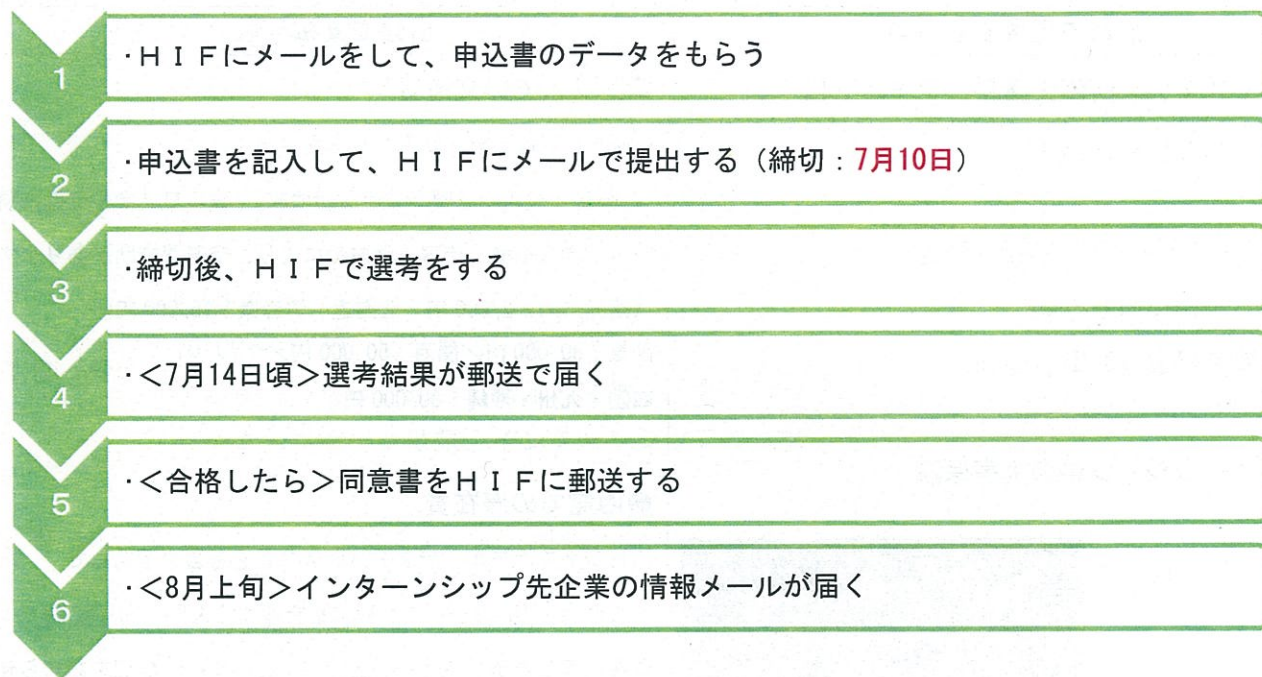 1
・ＨＩＦにメールをして、申込書のデータをもらう
2
・申込書を記入して、ＨＩＦにメールで提出する（締切：7月10日）
3
・締切後、ＨＩＦで選考をする
4
・＜7月14日頃＞選考結果が郵送で届く
5
・＜合格したら＞同意書をＨＩＦに郵送する
6
・＜8月上旬＞インターンシップ先企業の情報メールが届く